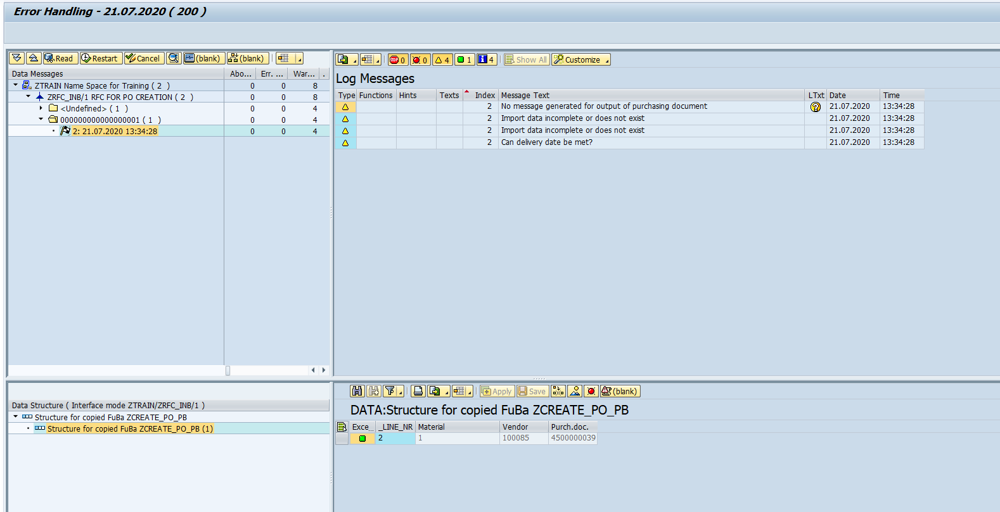 Error Handling - 21.07.2020 ( 200 )
Read Restart Cancel (blank) (blank)
Data Messages Abo... Err. ... War... .
ZTRAIN Name Space for Training ( 2 ) 0 0 8
ZRFC_INB/1 RFC FOR PO CREATION ( 2 ) 0 0 8
<Undefined> ( 1 ) 0 0 4
000000000000000001 ( 1 ) 0 0 4
2: 21.07.2020 13:34:28 0 0 4
STOP 0 0 4 1 4 Show All Customize
Log Messages
Type Functions Hints Texts Index Message Text LTxt Date Time
2 No message generated for output of purchasing document 21.07.2020 13:34:28
2 Import data incomplete or does not exist 21.07.2020 13:34:28
2 Import data incomplete or does not exist 21.07.2020 13:34:28
2 Can delivery date be met? 21.07.2020 13:34:28
Data Structure ( Interface mode ZTRAIN/ZRFC_INB/1 )
Structure for copied FuBa ZCREATE_PO_PB
Structure for copied FuBa ZCREATE_PO_PB (1)
Apply Save (blank)
DATA:Structure for copied FuBa ZCREATE_PO_PB
Exce... _LINE_NR Material Vendor Purch.doc.
2 1 100085 4500000039